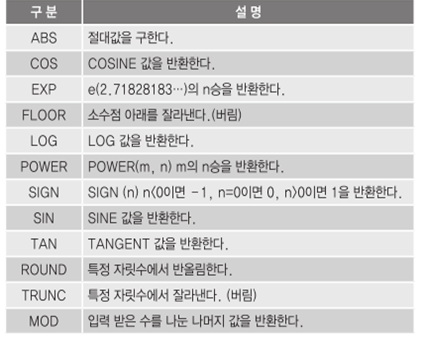 구 분 설 명
ABS 절대값을 구한다.
COS COSINE 값을 반환한다.
EXP e(2.71828183…)의 n승을 반환한다.
FLOOR 소수점 아래를 잘라낸다.(버림)
LOG LOG 값을 반환한다.
POWER POWER(m, n) m의 n승을 반환한다.
SIGN SIGN (n) n<0이면 −1, n=0이면 0, n>0이면 1을 반환한다.
SIN SINE 값을 반환한다.
TAN TANGENT 값을 반환한다.
ROUND 특정 자릿수에서 반올림한다.
TRUNC 특정 자릿수에서 잘라낸다. (버림)
MOD 입력 받은 수를 나눈 나머지 값을 반환한다.